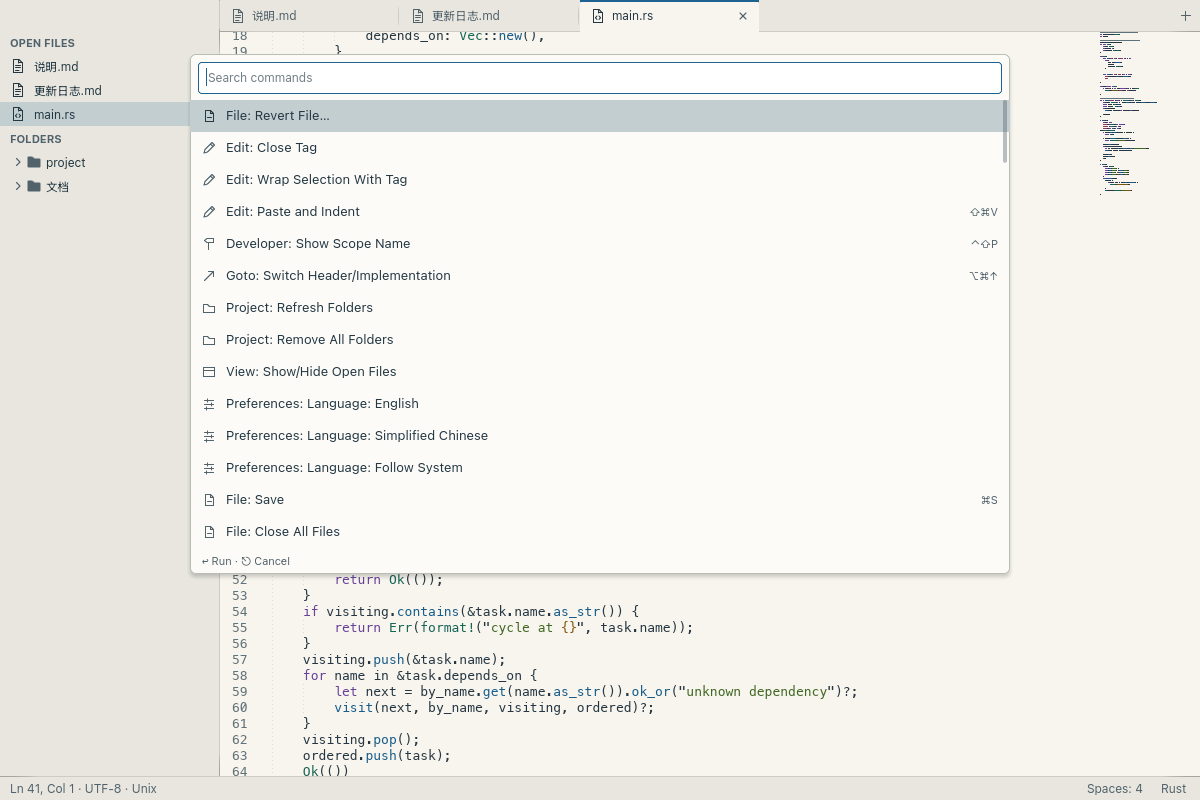 说明.md
更新日志.md
main.rs
OPEN FILES
说明.md
更新日志.md
main.rs
FOLDERS
project
文档
18 depends_on: Vec::new(),
19 }
Search commands
File: Revert File...
Edit: Close Tag
Edit: Wrap Selection With Tag
Edit: Paste and Indent ⇧⌘V
Developer: Show Scope Name ^⇧P
Goto: Switch Header/Implementation ⌥⌘↑
Project: Refresh Folders
Project: Remove All Folders
View: Show/Hide Open Files
Preferences: Language: English
Preferences: Language: Simplified Chinese
Preferences: Language: Follow System
File: Save ⌘S
File: Close All Files
↩ Run · ⎋ Cancel
52 return Ok(());
53 }
54 if visiting.contains(&task.name.as_str()) {
55 return Err(format!("cycle at {}", task.name));
56 }
57 visiting.push(&task.name);
58 for name in &task.depends_on {
59 let next = by_name.get(name.as_str()).ok_or("unknown dependency")?;
60 visit(next, by_name, visiting, ordered)?;
61 }
62 visiting.pop();
63 ordered.push(task);
64 Ok(())
Ln 41, Col 1 · UTF-8 · Unix
Spaces: 4
Rust